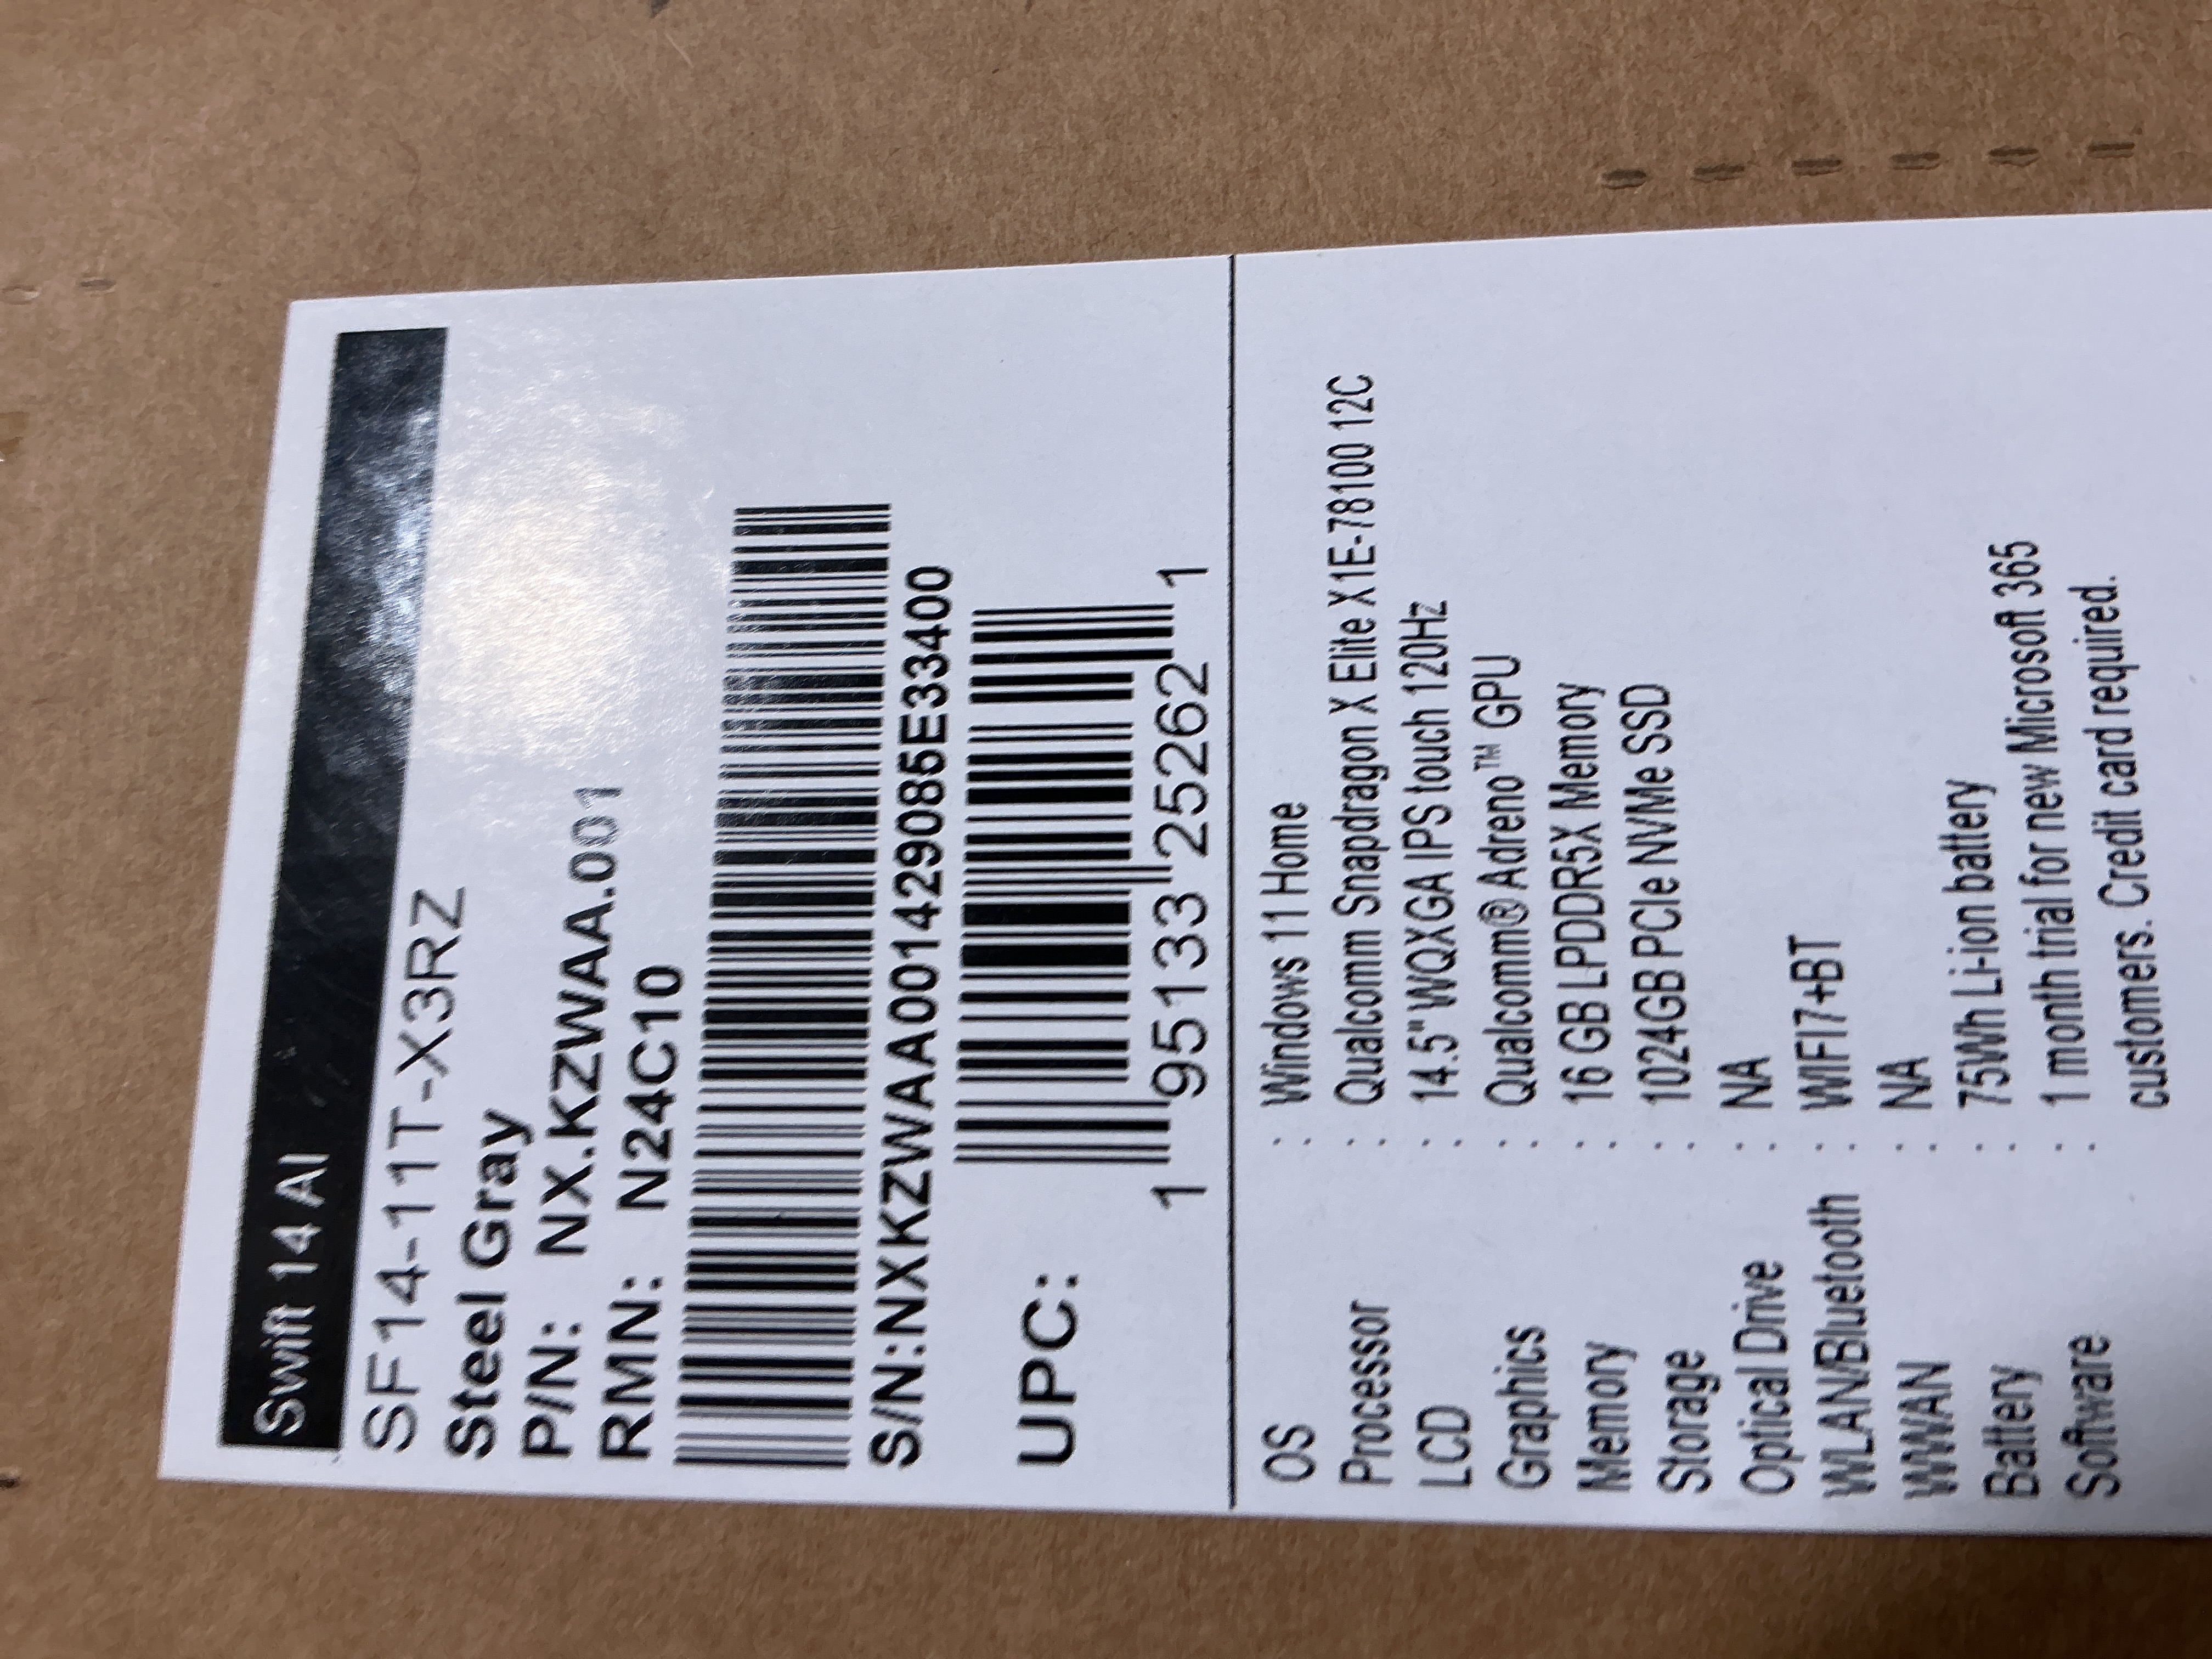 Swift 14 AI
SF14-11T-X3RZ
Steel Gray
P/N: NX.KZWAA.001
RMN: N24C10
S/N:NXKZWAA001429085E33400
UPC: 1 95133 25262 1
OS : Windows 11 Home
Processor : Qualcomm Snapdragon X Elite X1E-78100 12C
LCD : 14.5" WQXGA IPS touch 120Hz
Graphics : Qualcomm® Adreno™ GPU
Memory : 16 GB LPDDR5X Memory
Storage : 1024GB PCIe NVMe SSD
Optical Drive : NA
WLAN/Bluetooth : WIFI7+BT
WWAN : NA
Battery : 75Wh Li-ion battery
Software : 1 month trial for new Microsoft 365
customers. Credit card required.